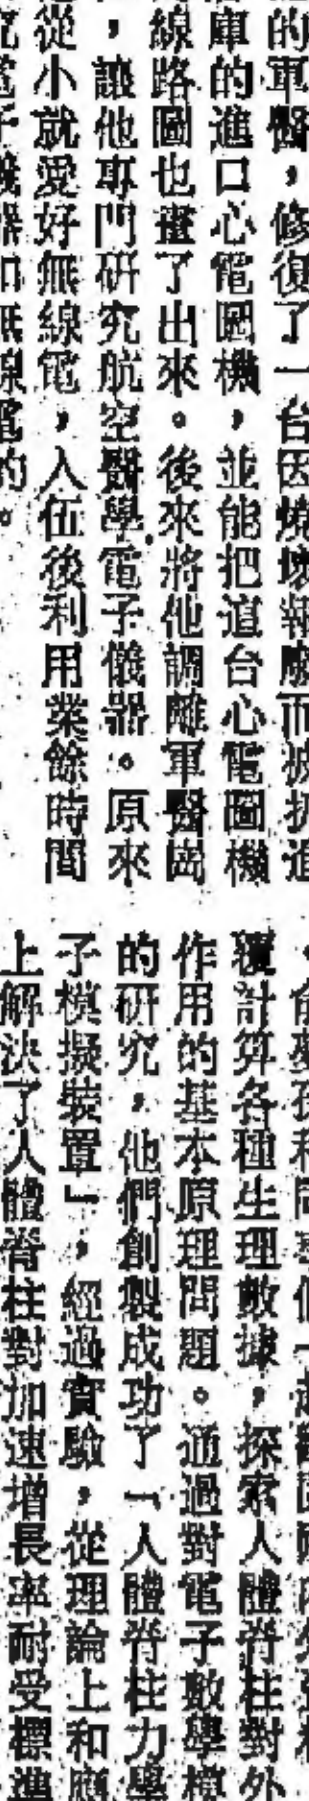 的軍醫，修復了一台因燒壞報廢而被扔進
庫的進口心電圖機，並能把這台心電圖機
線路圖也畫了出來。後來將他調離軍醫崗
，讓他專門研究航空醫學電子儀器。原來
從小就愛好無線電，入伍後利用業餘時間
計算各種生理數據，探索人體脊柱對外
作用的基本原理問題。通過對電子數學模
的研究，他們創製成功了「人體脊柱力學
子模擬裝置」，經過實驗，從理論上和應
上解決了人體脊柱對加速增長率耐受標準